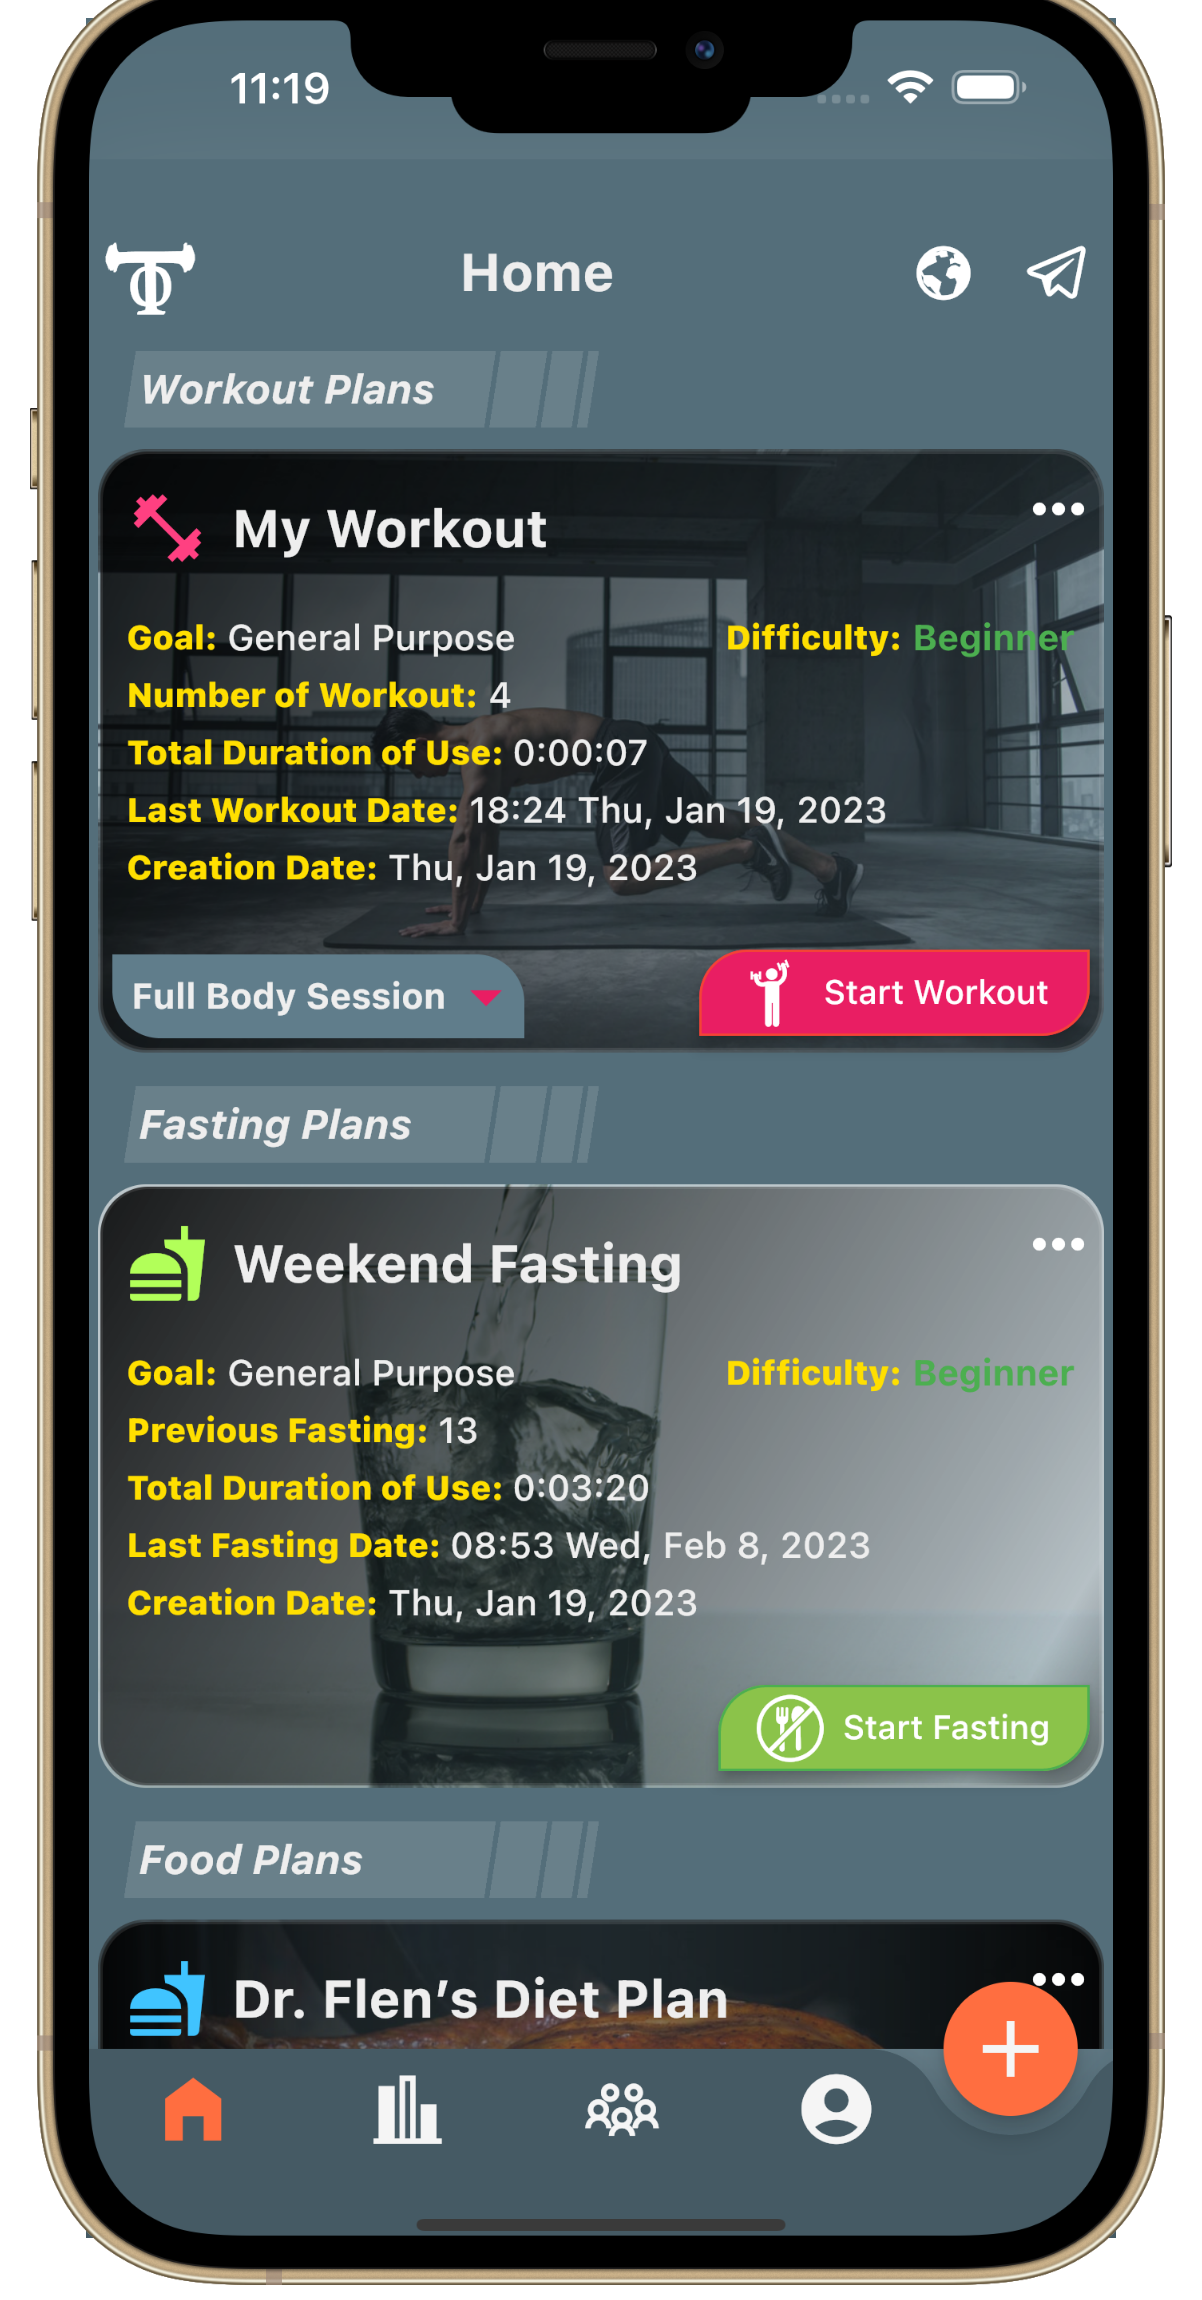 11:19
Home
Workout Plans
My Workout
Goal: General Purpose Difficulty: Beginner
Number of Workout: 4
Total Duration of Use: 0:00:07
Last Workout Date: 18:24 Thu, Jan 19, 2023
Creation Date: Thu, Jan 19, 2023
Full Body Session Start Workout
Fasting Plans
Weekend Fasting
Goal: General Purpose Difficulty: Beginner
Previous Fasting: 13
Total Duration of Use: 0:03:20
Last Fasting Date: 08:53 Wed, Feb 8, 2023
Creation Date: Thu, Jan 19, 2023
Start Fasting
Food Plans
Dr. Flen's Diet Plan